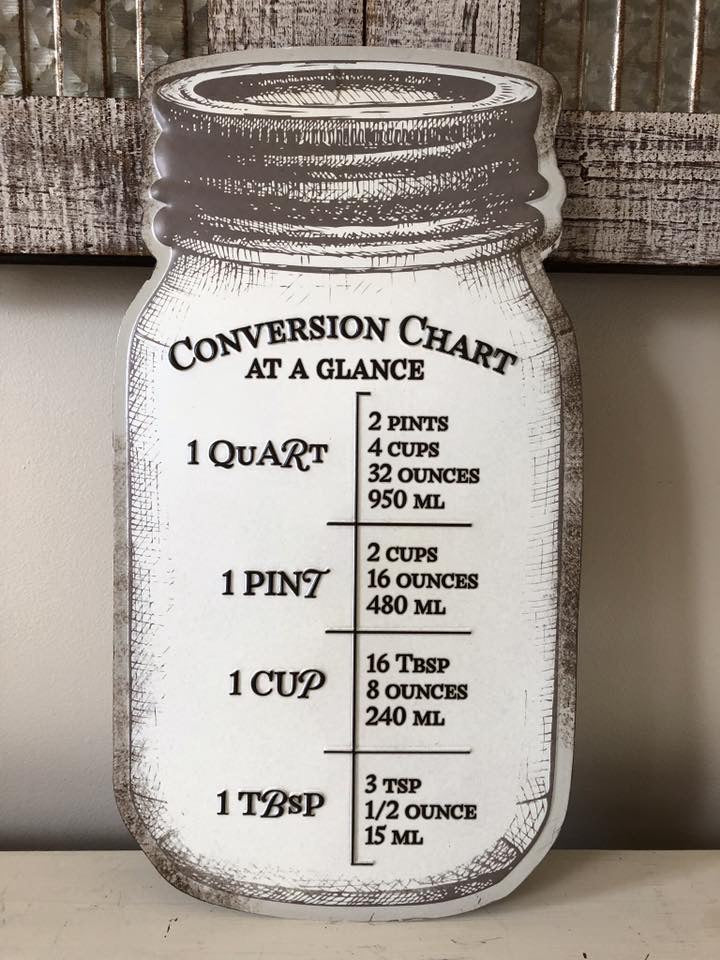 Conversion Chart
at a glance
1 Quart
2 pints
4 cups
32 ounces
950 ml
1 pint
2 cups
16 ounces
480 ml
1 cup
16 Tbsp
8 ounces
240 ml
1 Tbsp
3 tsp
1/2 ounce
15 ml